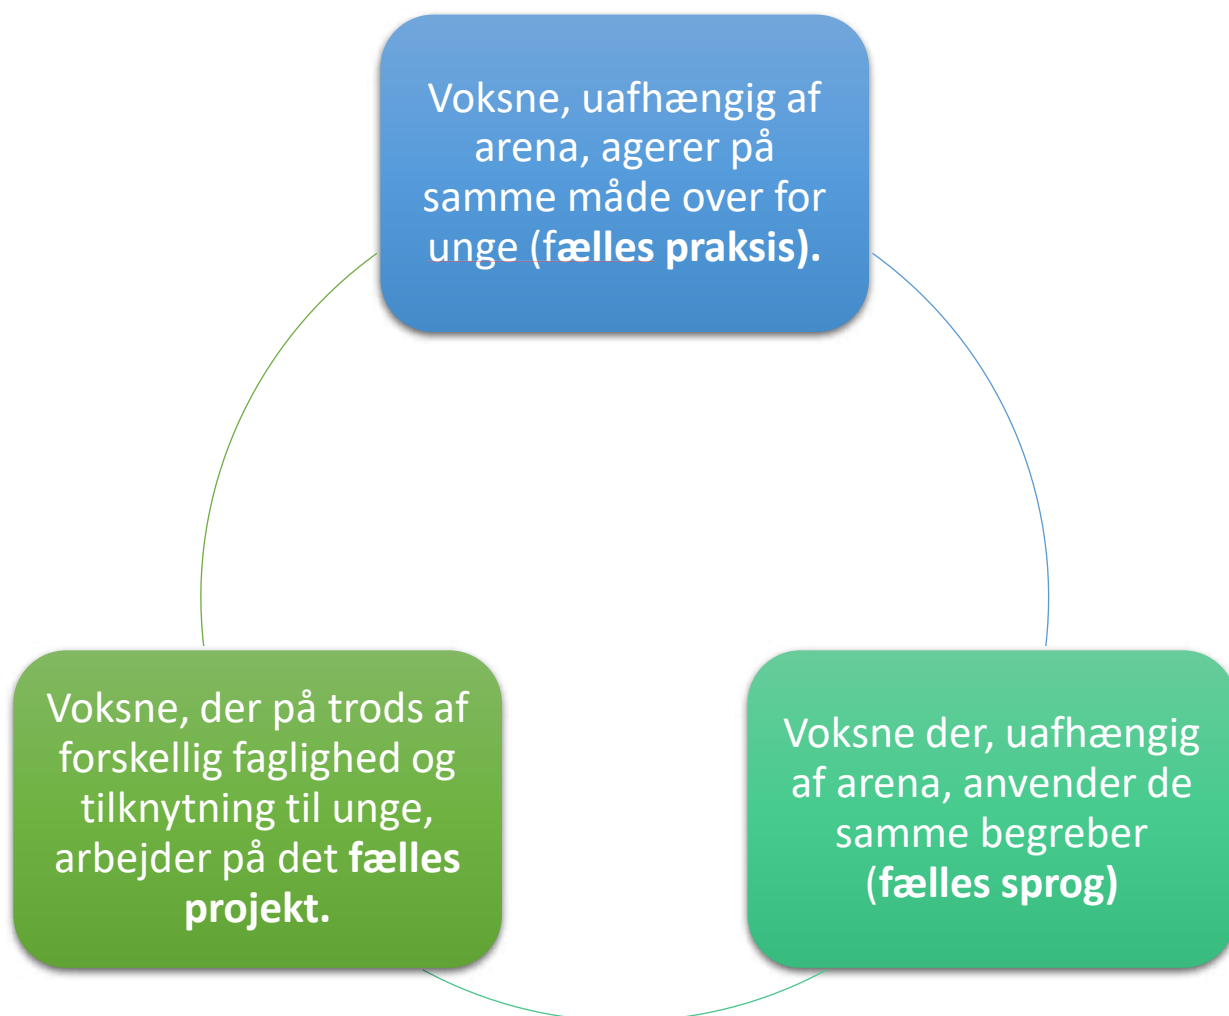 Voksne, uafhængig af
arena, agerer på
samme måde over for
unge (fælles praksis).
Voksne, der på trods af
forskellig faglighed og
tilknytning til unge,
arbejder på det fælles
projekt.
Voksne der, uafhængig
af arena, anvender de
samme begreber
(fælles sprog)